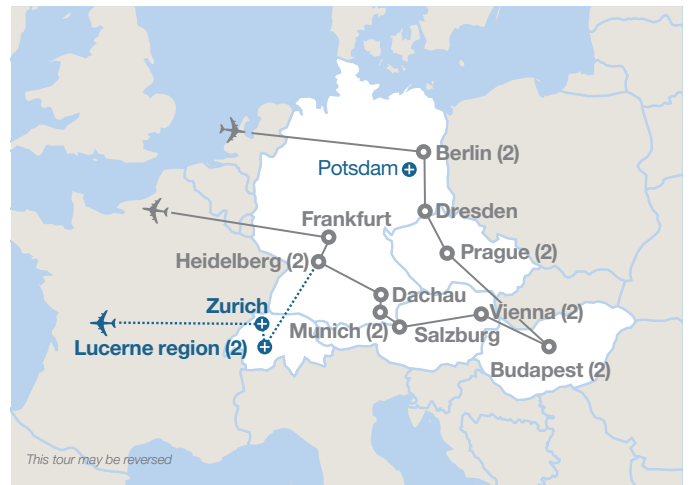 Berlin (2)
Potsdam
Dresden
Frankfurt
Prague (2)
Heidelberg (2)
Dachau
Zurich
Vienna (2)
Munich (2)
Salzburg
Lucerne region (2)
Budapest (2)
This tour may be reversed